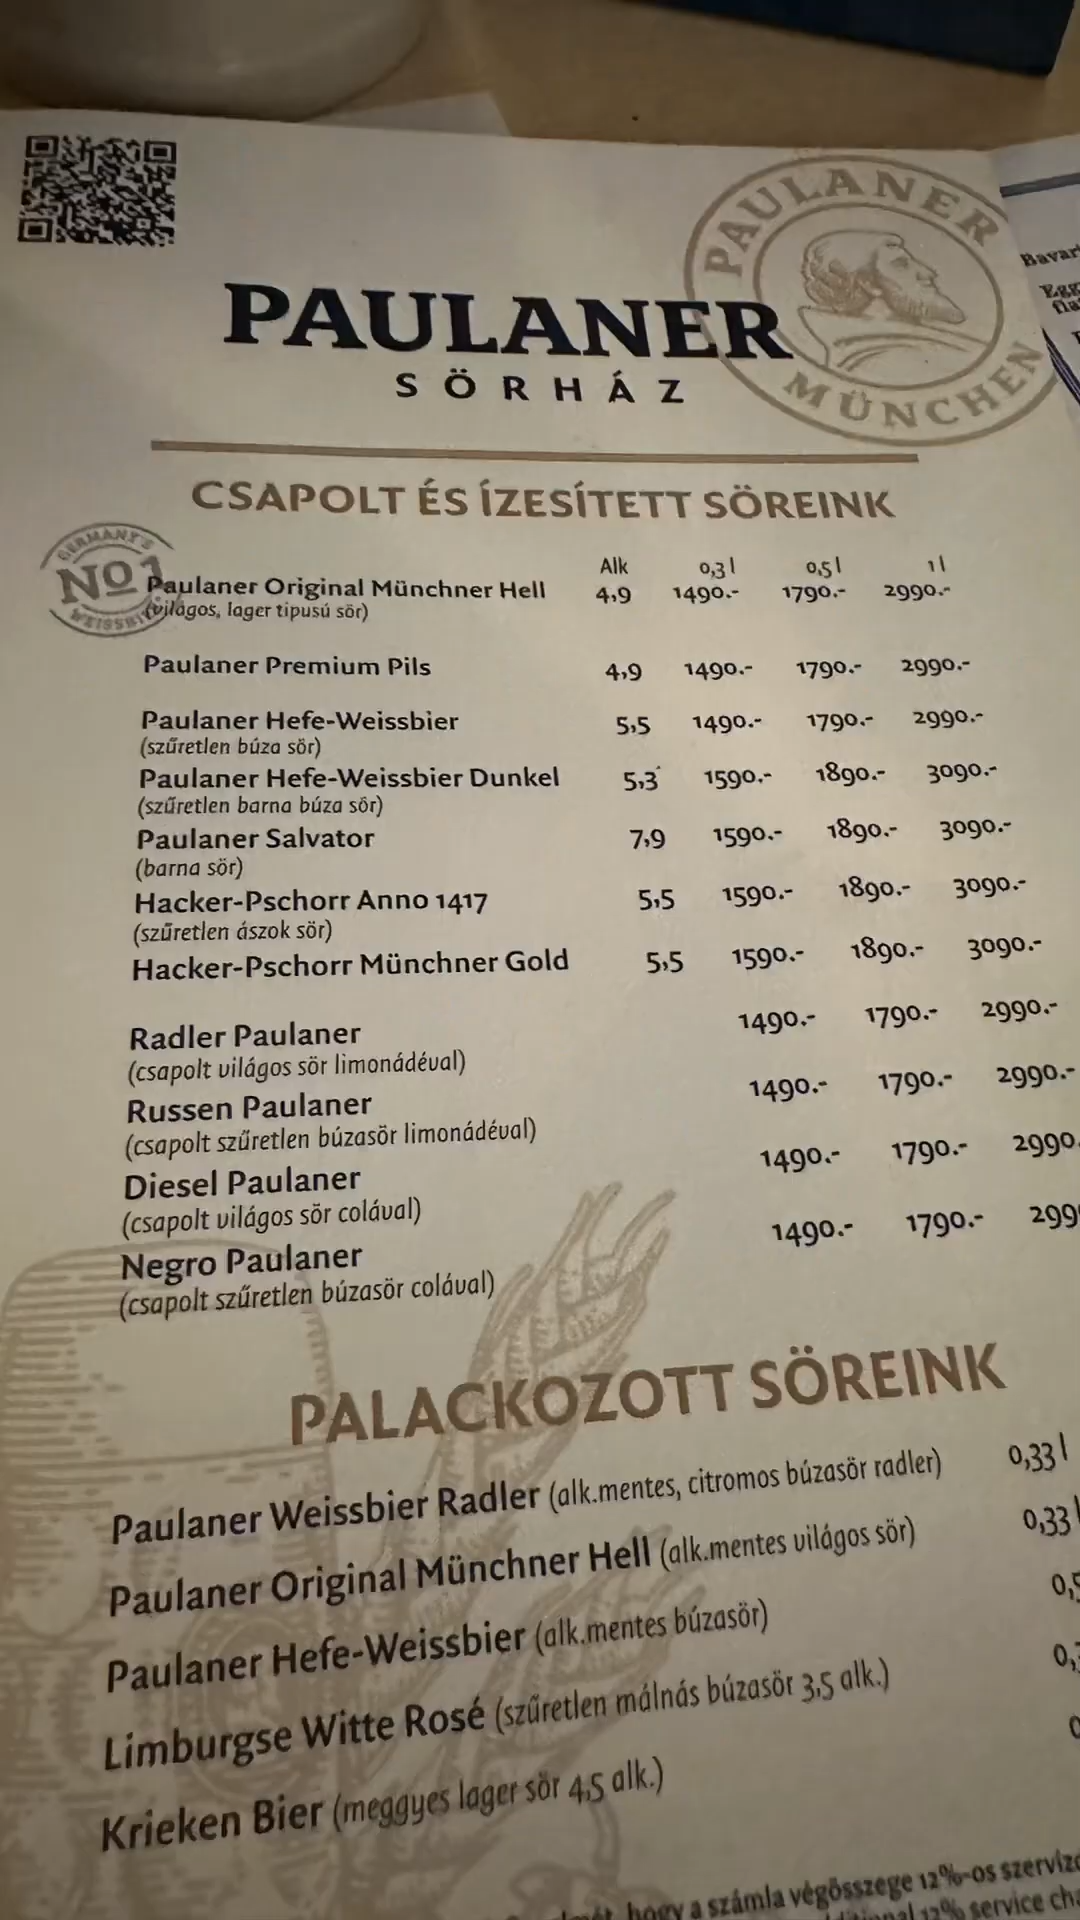 PAULANER
MÜNCHEN
PAULANER
SÖRHÁZ
CSAPOLT ÉS ÍZESÍTETT SÖREINK
GERMANY'S
NO1
Alk 0,3 l 0,5 l 1 l
Paulaner Original Münchner Hell 4,9 1490.- 1790.- 2990.-
(világos, lager tipusú sör)
Paulaner Premium Pils 4,9 1490.- 1790.- 2990.-
Paulaner Hefe-Weissbier 5,5 1490.- 1790.- 2990.-
(szűretlen búza sör)
Paulaner Hefe-Weissbier Dunkel 5,3 1590.- 1890.- 3090.-
(szűretlen barna búza sör)
Paulaner Salvator 7,9 1590.- 1890.- 3090.-
(barna sör)
Hacker-Pschorr Anno 1417 5,5 1590.- 1890.- 3090.-
(szűretlen ászok sör)
Hacker-Pschorr Münchner Gold 5,5 1590.- 1890.- 3090.-
Radler Paulaner 1490.- 1790.- 2990.-
(csapolt világos sör limonádéval)
Russen Paulaner 1490.- 1790.- 2990.-
(csapolt szűretlen búzasör limonádéval)
Diesel Paulaner 1490.- 1790.- 2990.
(csapolt világos sör colával)
Negro Paulaner 1490.- 1790.- 299
(csapolt szűretlen búzasör colával)
PALACKOZOTT SÖREINK
Paulaner Weissbier Radler (alk.mentes, citromos búzasör radler) 0,33 l
Paulaner Original Münchner Hell (alk.mentes világos sör) 0,33 l
Paulaner Hefe-Weissbier (alk.mentes búzasör)
Limburgse Witte Rosé (szűretlen málnás búzasör 3,5 alk.)
Krieken Bier (meggyes lager sör 4,5 alk.)
hogy a számla végösszege 12%-os
12% service